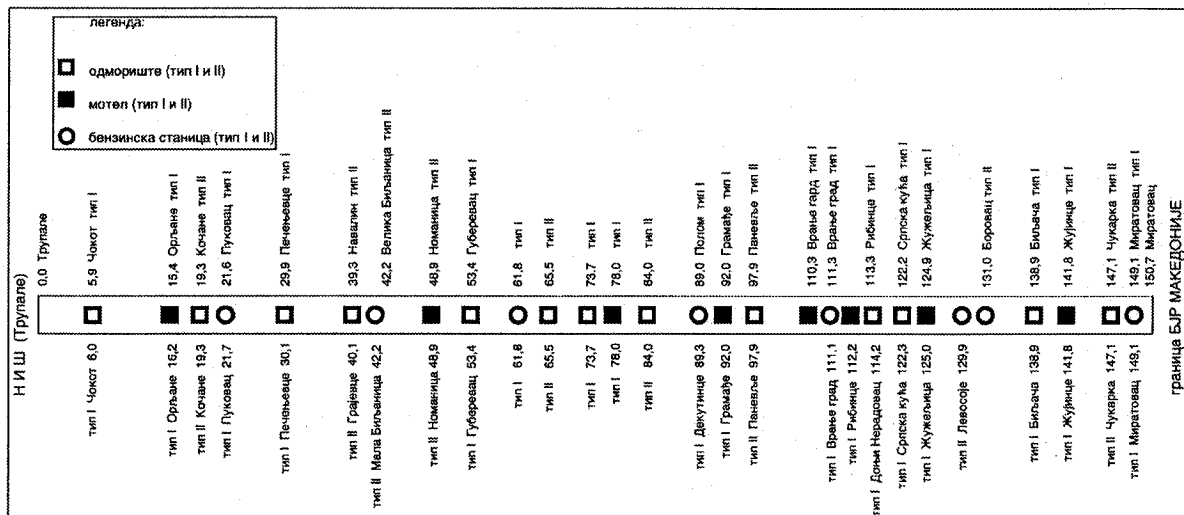 легенда:
одмориште (тип I и II)
мотел (тип I и II)
бензинска станица (тип I и II)
Н И Ш (Трупале)
0,0 Трупале
5,9 Чокот тип I
15,4 Орљане тип I
19,3 Кочане тип II
21,6 Пуковац тип I
29,9 Печењевце тип I
39,3 Навалин тип II
42,2 Велика Биљаница тип II
48,9 Номаница тип II
53,4 Губеревац тип I
61,8 тип I
65,5 тип II
73,7 тип I
78,0 тип I
84,0 тип II
89,0 Полом тип I
92,0 Грамађе тип I
97,9 Паневље тип II
110,3 Врање гард тип I
111,3 Врање град тип I
113,3 Рибинце тип I
122,2 Српска кућа тип I
124,9 Жужељица тип I
131,0 Боровац тип II
138,9 Биљача тип I
141,8 Жујинце тип I
147,1 Чукарка тип II
149,1 Миратовац тип I
150,7 Миратовац
тип I Чокот 6,0
тип I Орљане 16,2
тип II Кочане 19,3
тип I Пуковац 21,7
тип I Печењевце 30,1
тип II Грајевце 40,1
тип II Мала Биљаница 42,2
тип II Номаница 48,9
тип I Губеревац 53,4
тип I 61,6
тип II 65,5
тип I 73,7
тип I 78,0
тип II 84,0
тип I Декутинце 89,3
тип I Грамађе 92,0
тип II Паневље 97,9
тип I Врање град 111,1
тип I Рибинце 112,2
тип I Доњи Нерадовац 114,2
тип I Српска кућа 122,3
тип I Жужељица 125,0
тип II Левосоје 129,9
тип I Биљача 138,9
тип I Жујинце 141,8
тип II Чукарка 147,1
тип I Миратовац 149,1
граница БЈР МАКЕДОНИЈЕ